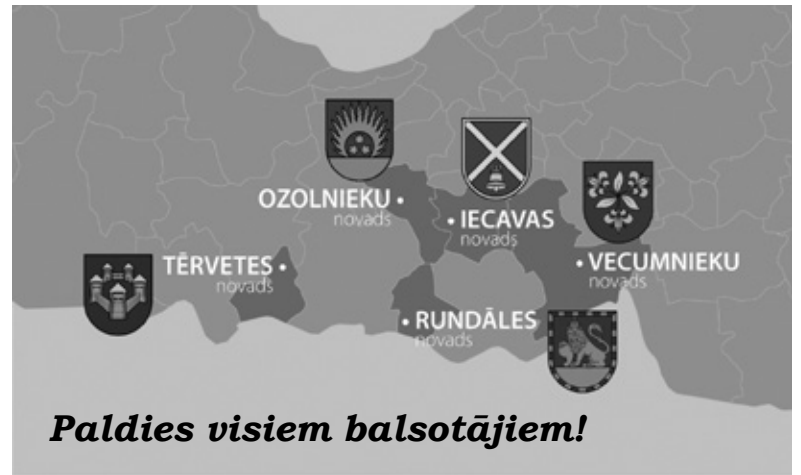 OZOLNIEKU
novads
IECAVAS
novads
TĒRVETES
novads
VECUMNIEKU
novads
RUNDĀLES
novads
Paldies visiem balsotājiem!